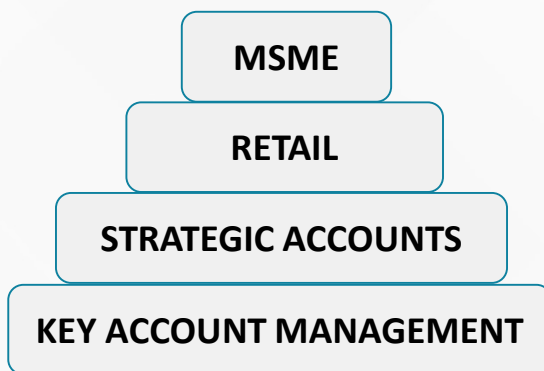 MSME
RETAIL
STRATEGIC ACCOUNTS
KEY ACCOUNT MANAGEMENT